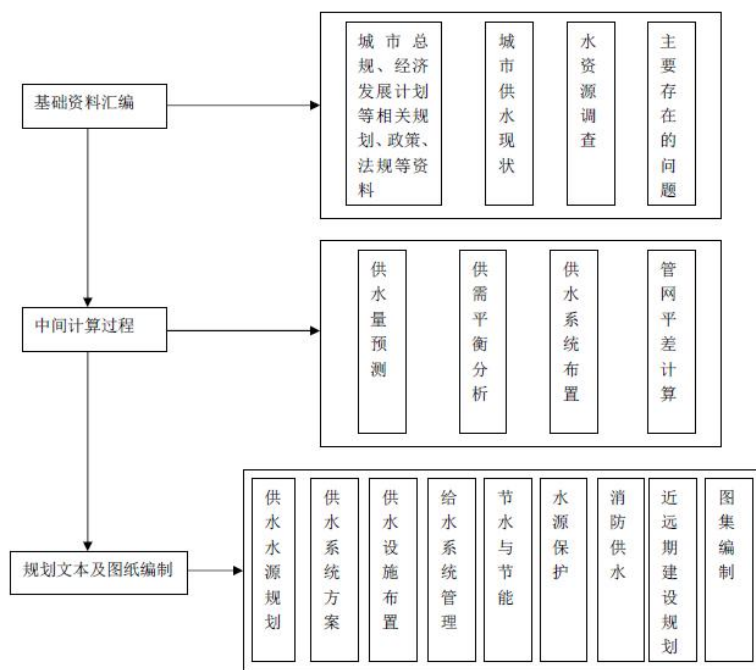 基础资料汇编
城市总
规、经济
发展计划
等相关规
划、政策、
法规等资
料
城市供水现状
水资源调查
主要存在的问题
中间计算过程
供水量预测
供需平衡分析
供水系统布置
管网平差计算
规划文本及图纸编制
供水水源规划
供水系统方案
供水设施布置
给水系统管理
节水与节能
水源保护
消防供水
近远期建设规划
图集编制